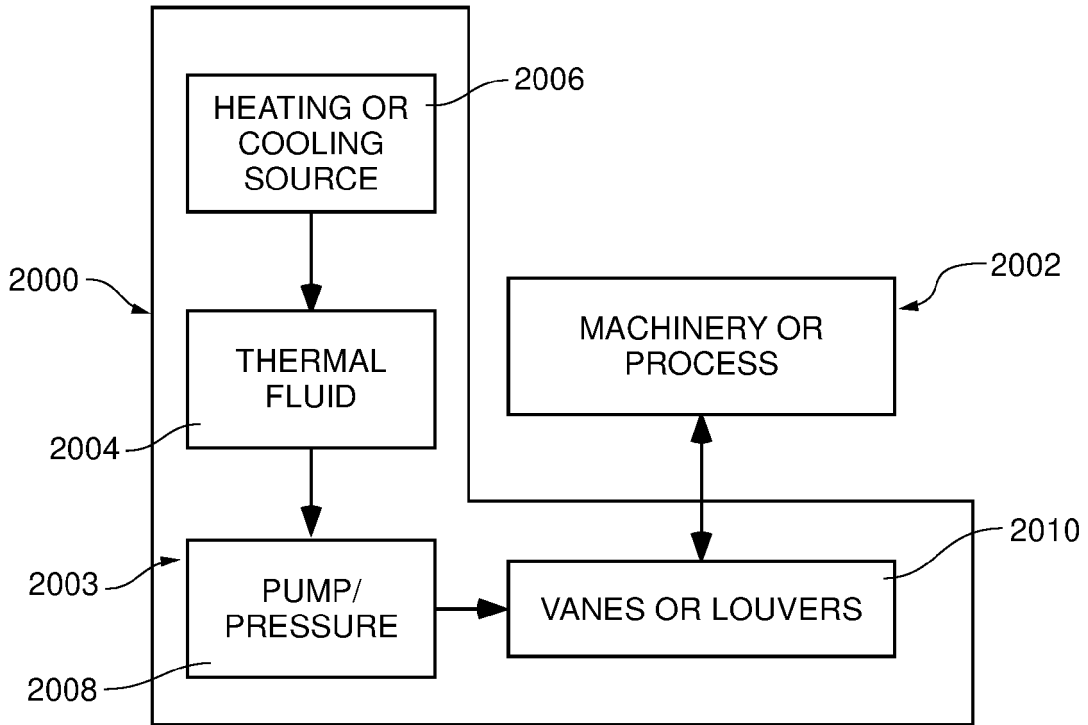 2006
HEATING OR
COOLING
SOURCE
2000
2002
MACHINERY OR
PROCESS
THERMAL
FLUID
2004
2010
2003
PUMP/
PRESSURE
VANES OR LOUVERS
2008